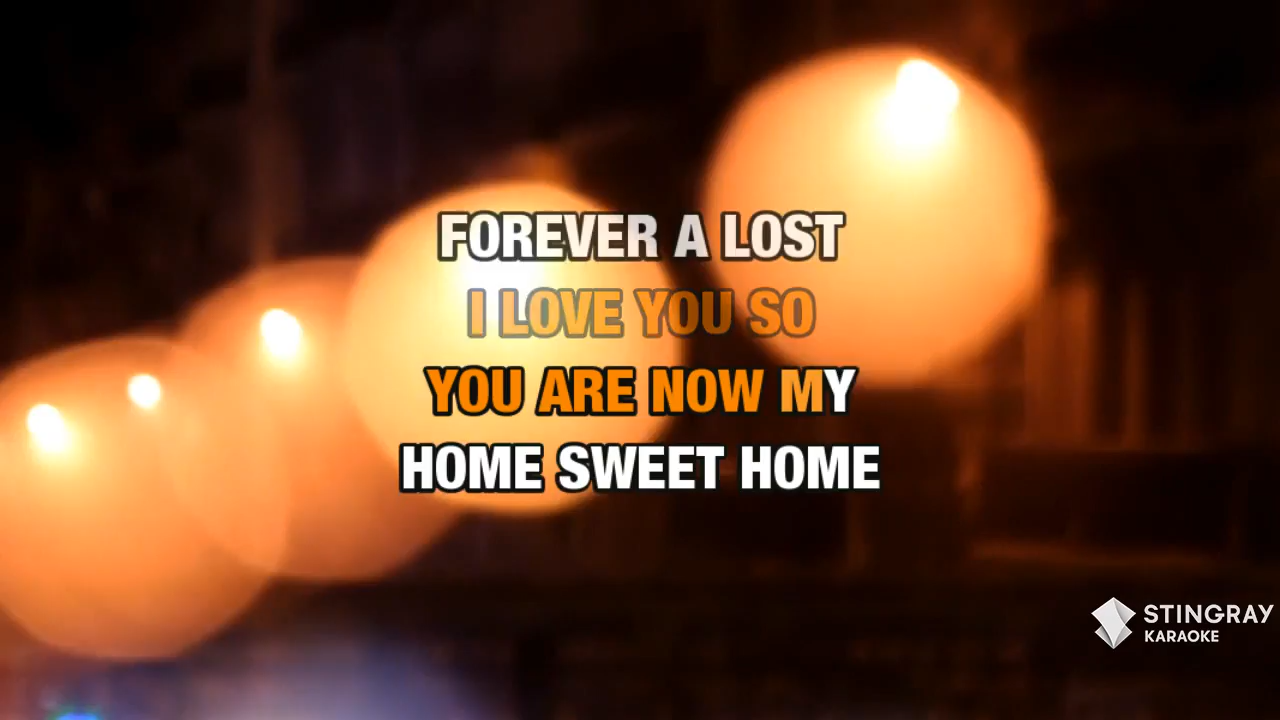 FOREVER A LOST
I LOVE YOU SO
YOU ARE NOW MY
HOME SWEET HOME
STINGRAY
KARAOKE